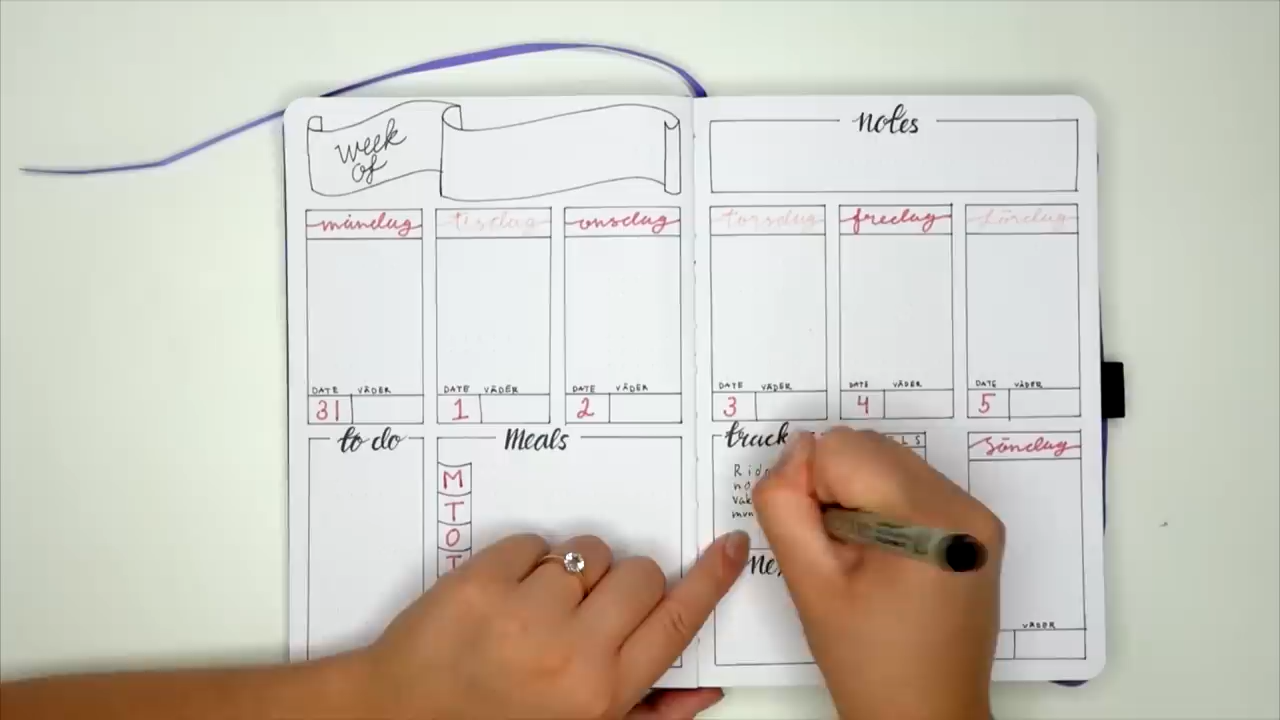 week
of
notes
måndag tisdag onsdag torsdag fredag lördag
DATE VÄDER DATE VÄDER DATE VÄDER DATE VÄDER DATE VÄDER DATE VÄDER
31 1 2 3 4 5
to do Meals track L S söndag
M
T
O
T
VÄDER